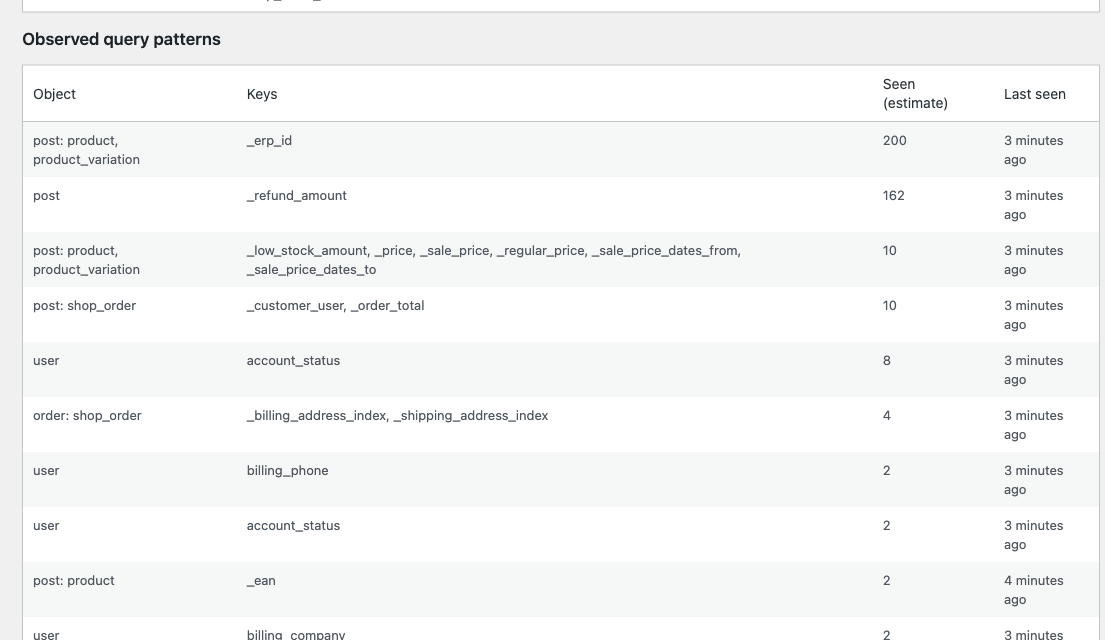 Observed query patterns
Object Keys Seen (estimate) Last seen
post: product, product_variation _erp_id 200 3 minutes ago
post _refund_amount 162 3 minutes ago
post: product, product_variation _low_stock_amount, _price, _sale_price, _regular_price, _sale_price_dates_from, _sale_price_dates_to 10 3 minutes ago
post: shop_order _customer_user, _order_total 10 3 minutes ago
user account_status 8 3 minutes ago
order: shop_order _billing_address_index, _shipping_address_index 4 3 minutes ago
user billing_phone 2 3 minutes ago
user account_status 2 3 minutes ago
post: product _ean 2 4 minutes ago
user billing_company 2 3 minutes